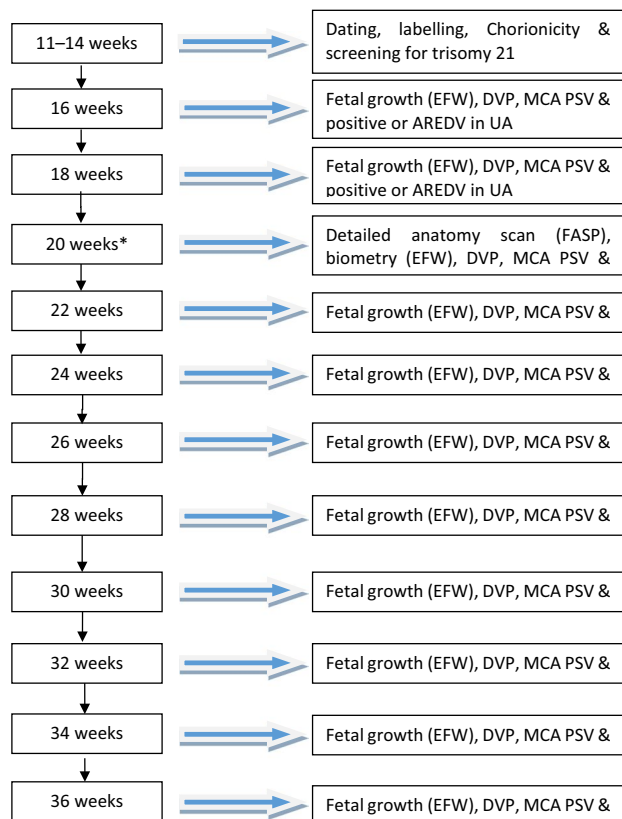 11–14 weeks
Dating, labelling, Chorionicity &
screening for trisomy 21
16 weeks
Fetal growth (EFW), DVP, MCA PSV &
positive or AREDV in UA
18 weeks
Fetal growth (EFW), DVP, MCA PSV &
positive or AREDV in UA
20 weeks*
Detailed anatomy scan (FASP),
biometry (EFW), DVP, MCA PSV &
22 weeks
Fetal growth (EFW), DVP, MCA PSV &
24 weeks
Fetal growth (EFW), DVP, MCA PSV &
26 weeks
Fetal growth (EFW), DVP, MCA PSV &
28 weeks
Fetal growth (EFW), DVP, MCA PSV &
30 weeks
Fetal growth (EFW), DVP, MCA PSV &
32 weeks
Fetal growth (EFW), DVP, MCA PSV &
34 weeks
Fetal growth (EFW), DVP, MCA PSV &
36 weeks
Fetal growth (EFW), DVP, MCA PSV &